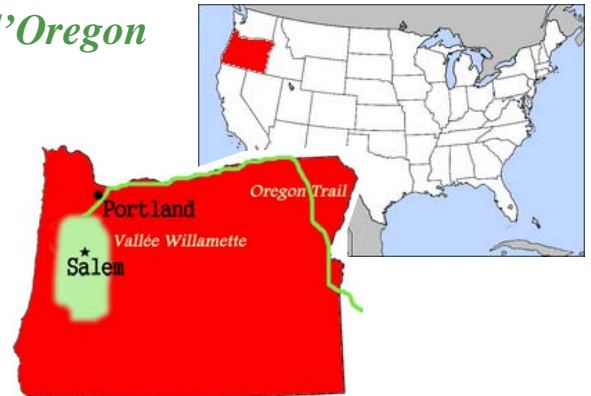 l’Oregon
Oregon Trail
Portland
Vallée Willamette
Salem